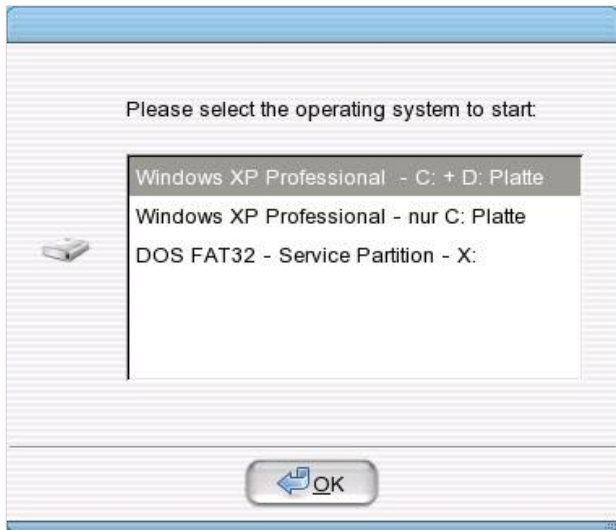 Please select the operating system to start:
Windows XP Professional - C: + D: Platte
Windows XP Professional - nur C: Platte
DOS FAT32 - Service Partition - X:
OK